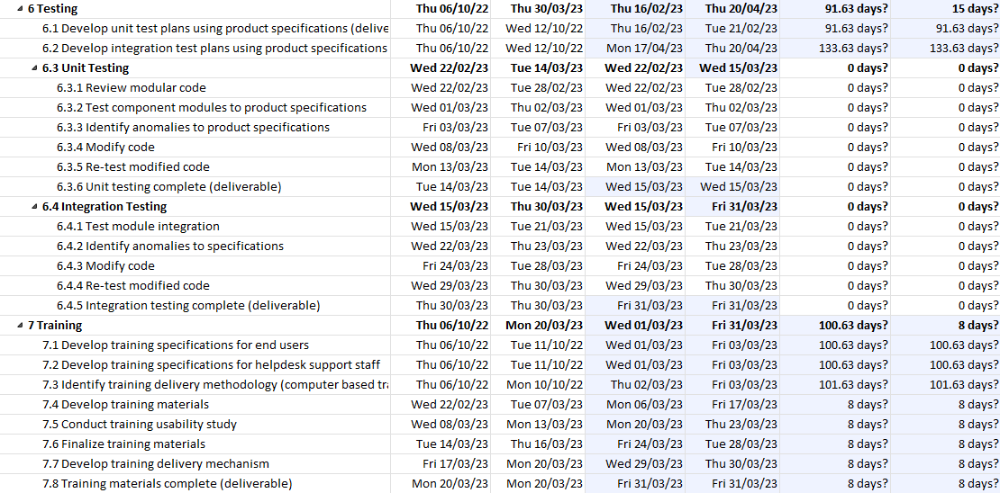 6 Testing Thu 06/10/22 Thu 30/03/23 Thu 16/02/23 Thu 20/04/23 91.63 days? 15 days?
6.1 Develop unit test plans using product specifications (delive Thu 06/10/22 Wed 12/10/22 Thu 16/02/23 Tue 21/02/23 91.63 days? 91.63 days?
6.2 Develop integration test plans using product specifications Thu 06/10/22 Wed 12/10/22 Mon 17/04/23 Thu 20/04/23 133.63 days? 133.63 days?
6.3 Unit Testing Wed 22/02/23 Tue 14/03/23 Wed 22/02/23 Wed 15/03/23 0 days? 0 days?
6.3.1 Review modular code Wed 22/02/23 Tue 28/02/23 Wed 22/02/23 Tue 28/02/23 0 days? 0 days?
6.3.2 Test component modules to product specifications Wed 01/03/23 Thu 02/03/23 Wed 01/03/23 Thu 02/03/23 0 days? 0 days?
6.3.3 Identify anomalies to product specifications Fri 03/03/23 Tue 07/03/23 Fri 03/03/23 Tue 07/03/23 0 days? 0 days?
6.3.4 Modify code Wed 08/03/23 Fri 10/03/23 Wed 08/03/23 Fri 10/03/23 0 days? 0 days?
6.3.5 Re-test modified code Mon 13/03/23 Tue 14/03/23 Mon 13/03/23 Tue 14/03/23 0 days? 0 days?
6.3.6 Unit testing complete (deliverable) Tue 14/03/23 Tue 14/03/23 Wed 15/03/23 Wed 15/03/23 0 days? 0 days?
6.4 Integration Testing Wed 15/03/23 Thu 30/03/23 Wed 15/03/23 Fri 31/03/23 0 days? 0 days?
6.4.1 Test module integration Wed 15/03/23 Tue 21/03/23 Wed 15/03/23 Tue 21/03/23 0 days? 0 days?
6.4.2 Identify anomalies to specifications Wed 22/03/23 Thu 23/03/23 Wed 22/03/23 Thu 23/03/23 0 days? 0 days?
6.4.3 Modify code Fri 24/03/23 Tue 28/03/23 Fri 24/03/23 Tue 28/03/23 0 days? 0 days?
6.4.4 Re-test modified code Wed 29/03/23 Thu 30/03/23 Wed 29/03/23 Thu 30/03/23 0 days? 0 days?
6.4.5 Integration testing complete (deliverable) Thu 30/03/23 Thu 30/03/23 Fri 31/03/23 Fri 31/03/23 0 days? 0 days?
7 Training Thu 06/10/22 Mon 20/03/23 Wed 01/03/23 Fri 31/03/23 100.63 days? 8 days?
7.1 Develop training specifications for end users Thu 06/10/22 Tue 11/10/22 Wed 01/03/23 Fri 03/03/23 100.63 days? 100.63 days?
7.2 Develop training specifications for helpdesk support staff Thu 06/10/22 Tue 11/10/22 Wed 01/03/23 Fri 03/03/23 100.63 days? 100.63 days?
7.3 Identify training delivery methodology (computer based tra Thu 06/10/22 Mon 10/10/22 Thu 02/03/23 Fri 03/03/23 101.63 days? 101.63 days?
7.4 Develop training materials Wed 22/02/23 Tue 07/03/23 Mon 06/03/23 Fri 17/03/23 8 days? 8 days?
7.5 Conduct training usability study Wed 08/03/23 Mon 13/03/23 Mon 20/03/23 Thu 23/03/23 8 days? 8 days?
7.6 Finalize training materials Tue 14/03/23 Thu 16/03/23 Fri 24/03/23 Tue 28/03/23 8 days? 8 days?
7.7 Develop training delivery mechanism Fri 17/03/23 Mon 20/03/23 Wed 29/03/23 Thu 30/03/23 8 days? 8 days?
7.8 Training materials complete (deliverable) Mon 20/03/23 Mon 20/03/23 Fri 31/03/23 Fri 31/03/23 8 days? 8 days?